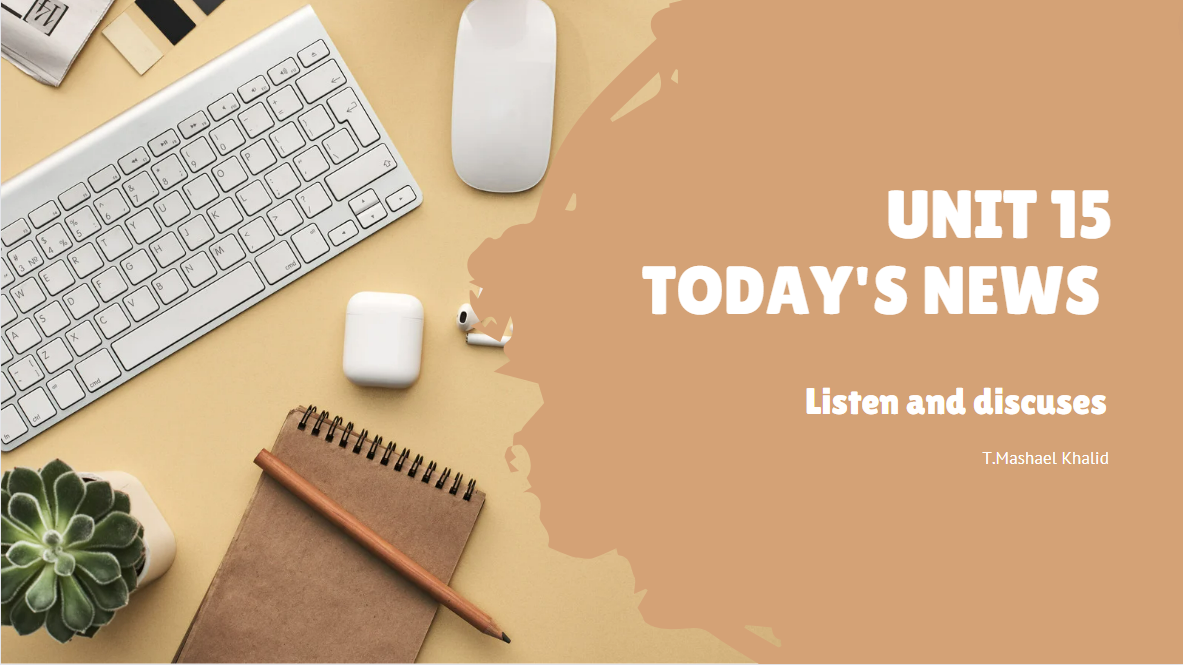 UNIT 15
TODAY'S NEWS
Listen and discuses
T.Mashael Khalid